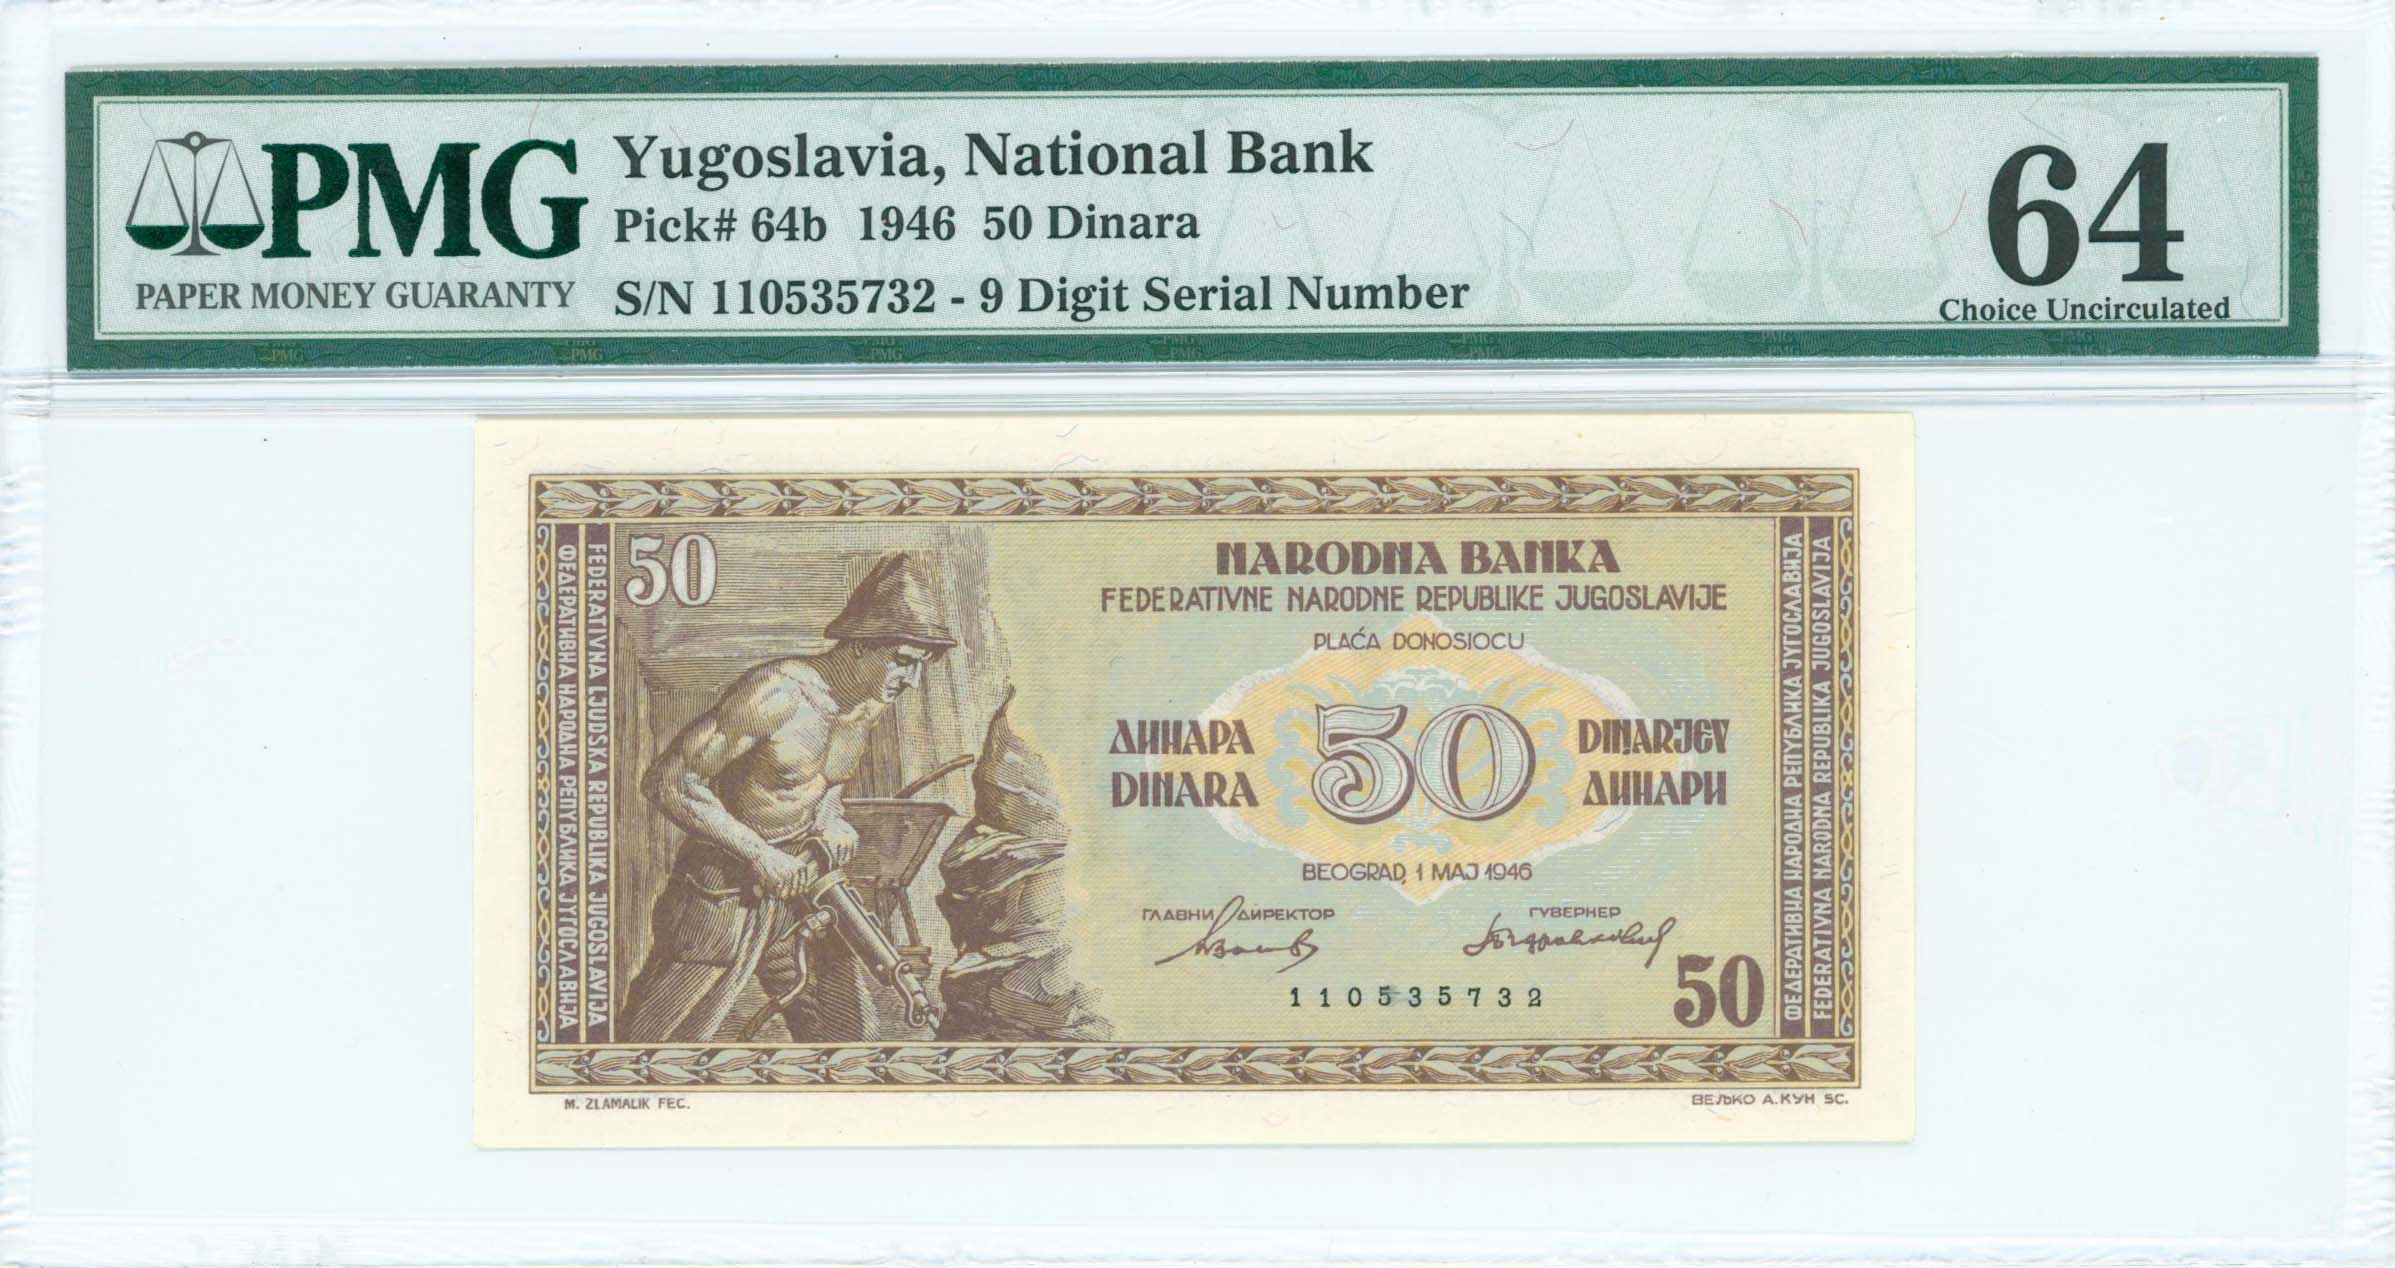 PMG
PAPER MONEY GUARANTY
Yugoslavia, National Bank
Pick# 64b 1946 50 Dinara
S/N 110535732 - 9 Digit Serial Number
64
Choice Uncirculated
ФЕДЕРАТИВНА НАРОДНА РЕПУБЛИКА ЈУГОСЛАВИЈА
FEDERATIVNA LJUDSKA REPUBLIKA JUGOSLAVIJA
50
NARODNA BANKA
FEDERATIVNE NARODNE REPUBLIKE JUGOSLAVIJE
PLAĆA DONOSIOCU
ДИНАРА
DINARA
50
DINARJEV
ДИНАРИ
BEOGRAD, 1 MAJ 1946
ГЛАВНИ ДИРЕКТОР
ГУВЕРНЕР
110535732
50
ФЕДЕРАТИВНА НАРОДНА РЕПУБЛИКА ЈУГОСЛАВИЈА
FEDERATIVNA NARODNA REPUBLIKA JUGOSLAVIJA
M. ZLAMALIK FEC.
ВЕЉКО А.КУН SC.